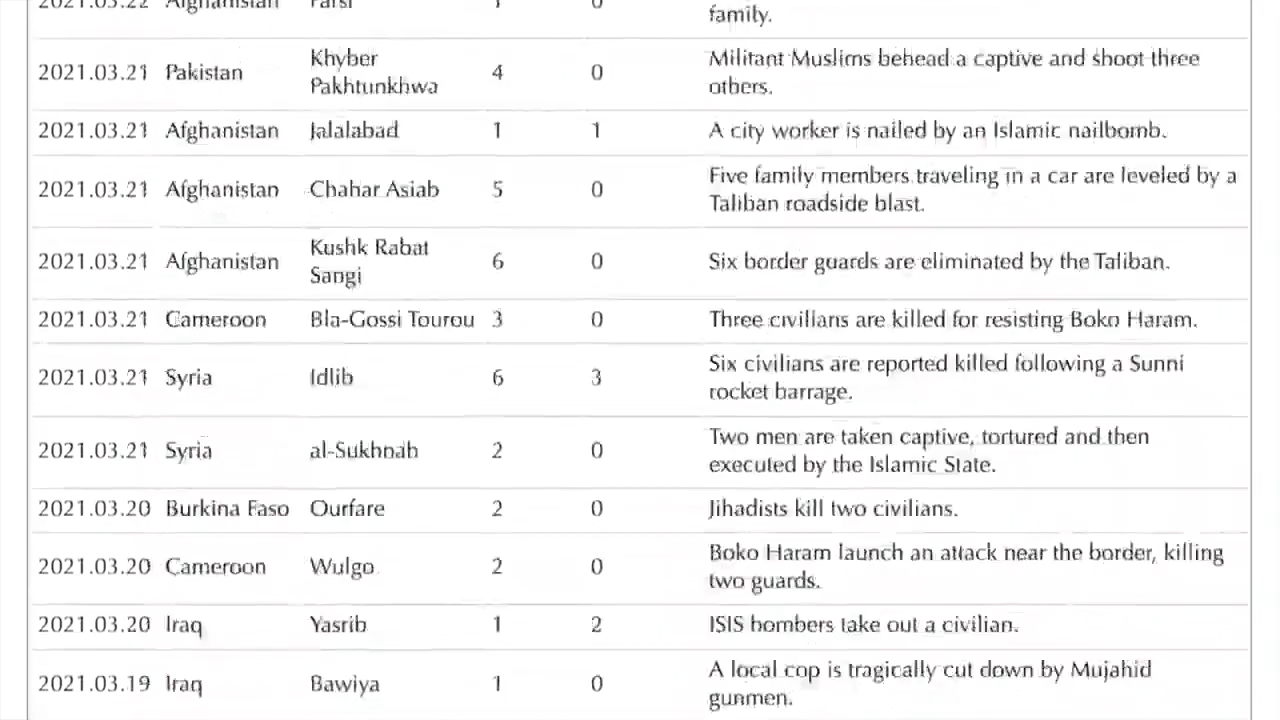 2021.03.22 Afghanistan Farsi 1 0 family.
2021.03.21 Pakistan Khyber Pakhtunkhwa 4 0 Militant Muslims behead a captive and shoot three
others.
2021.03.21 Afghanistan Jalalabad 1 1 A city worker is nailed by an Islamic nailbomb.
2021.03.21 Afghanistan Chahar Asiab 5 0 Five family members traveling in a car are leveled by a
Taliban roadside blast.
2021.03.21 Afghanistan Kushk Rabat Sangi 6 0 Six border guards are eliminated by the Taliban.
2021.03.21 Cameroon Bla-Gossi Tourou 3 0 Three civilians are killed for resisting Boko Haram.
2021.03.21 Syria Idlib 6 3 Six civilians are reported killed following a Sunni
rocket barrage.
2021.03.21 Syria al-Sukhnah 2 0 Two men are taken captive, tortured and then
executed by the Islamic State.
2021.03.20 Burkina Faso Ourfare 2 0 Jihadists kill two civilians.
2021.03.20 Cameroon Wulgo 2 0 Boko Haram launch an attack near the border, killing
two guards.
2021.03.20 Iraq Yasrib 1 2 ISIS bombers take out a civilian.
2021.03.19 Iraq Bawiya 1 0 A local cop is tragically cut down by Mujahid
gunmen.